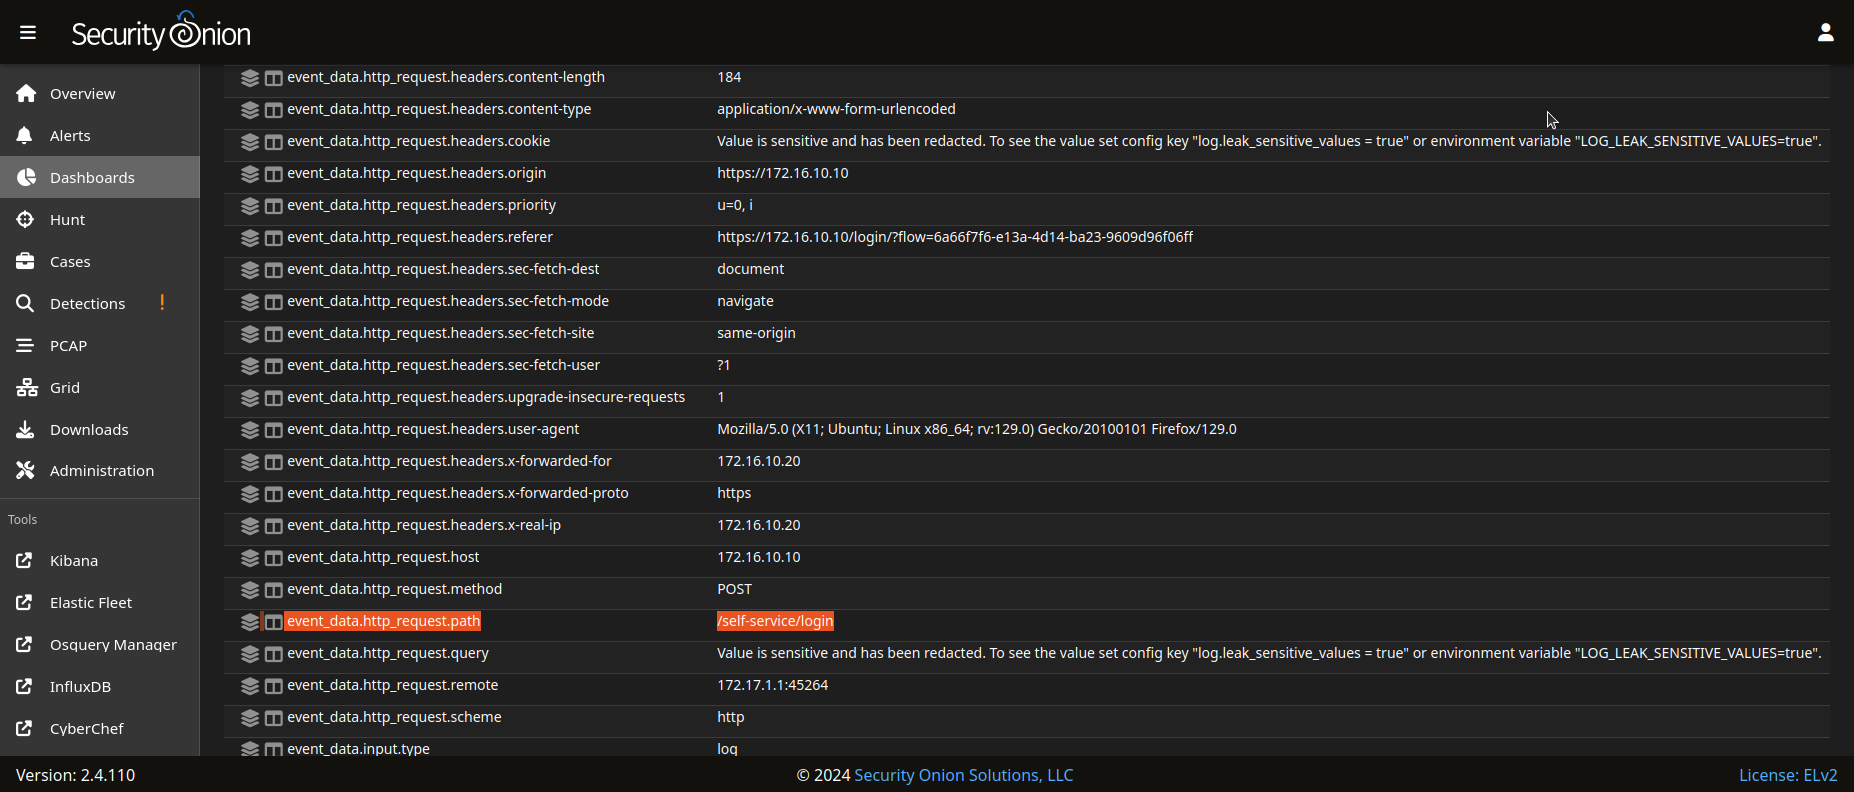 Security Onion
Overview
Alerts
Dashboards
Hunt
Cases
Detections !
PCAP
Grid
Downloads
Administration
Tools
Kibana
Elastic Fleet
Osquery Manager
InfluxDB
CyberChef
event_data.http_request.headers.content-length 184
event_data.http_request.headers.content-type application/x-www-form-urlencoded
event_data.http_request.headers.cookie Value is sensitive and has been redacted. To see the value set config key "log.leak_sensitive_values = true" or environment variable "LOG_LEAK_SENSITIVE_VALUES=true".
event_data.http_request.headers.origin https://172.16.10.10
event_data.http_request.headers.priority u=0, i
event_data.http_request.headers.referer https://172.16.10.10/login/?flow=6a66f7f6-e13a-4d14-ba23-9609d96f06ff
event_data.http_request.headers.sec-fetch-dest document
event_data.http_request.headers.sec-fetch-mode navigate
event_data.http_request.headers.sec-fetch-site same-origin
event_data.http_request.headers.sec-fetch-user ?1
event_data.http_request.headers.upgrade-insecure-requests 1
event_data.http_request.headers.user-agent Mozilla/5.0 (X11; Ubuntu; Linux x86_64; rv:129.0) Gecko/20100101 Firefox/129.0
event_data.http_request.headers.x-forwarded-for 172.16.10.20
event_data.http_request.headers.x-forwarded-proto https
event_data.http_request.headers.x-real-ip 172.16.10.20
event_data.http_request.host 172.16.10.10
event_data.http_request.method POST
event_data.http_request.path /self-service/login
event_data.http_request.query Value is sensitive and has been redacted. To see the value set config key "log.leak_sensitive_values = true" or environment variable "LOG_LEAK_SENSITIVE_VALUES=true".
event_data.http_request.remote 172.17.1.1:45264
event_data.http_request.scheme http
event_data.input.type log
Version: 2.4.110
© 2024 Security Onion Solutions, LLC
License: ELv2